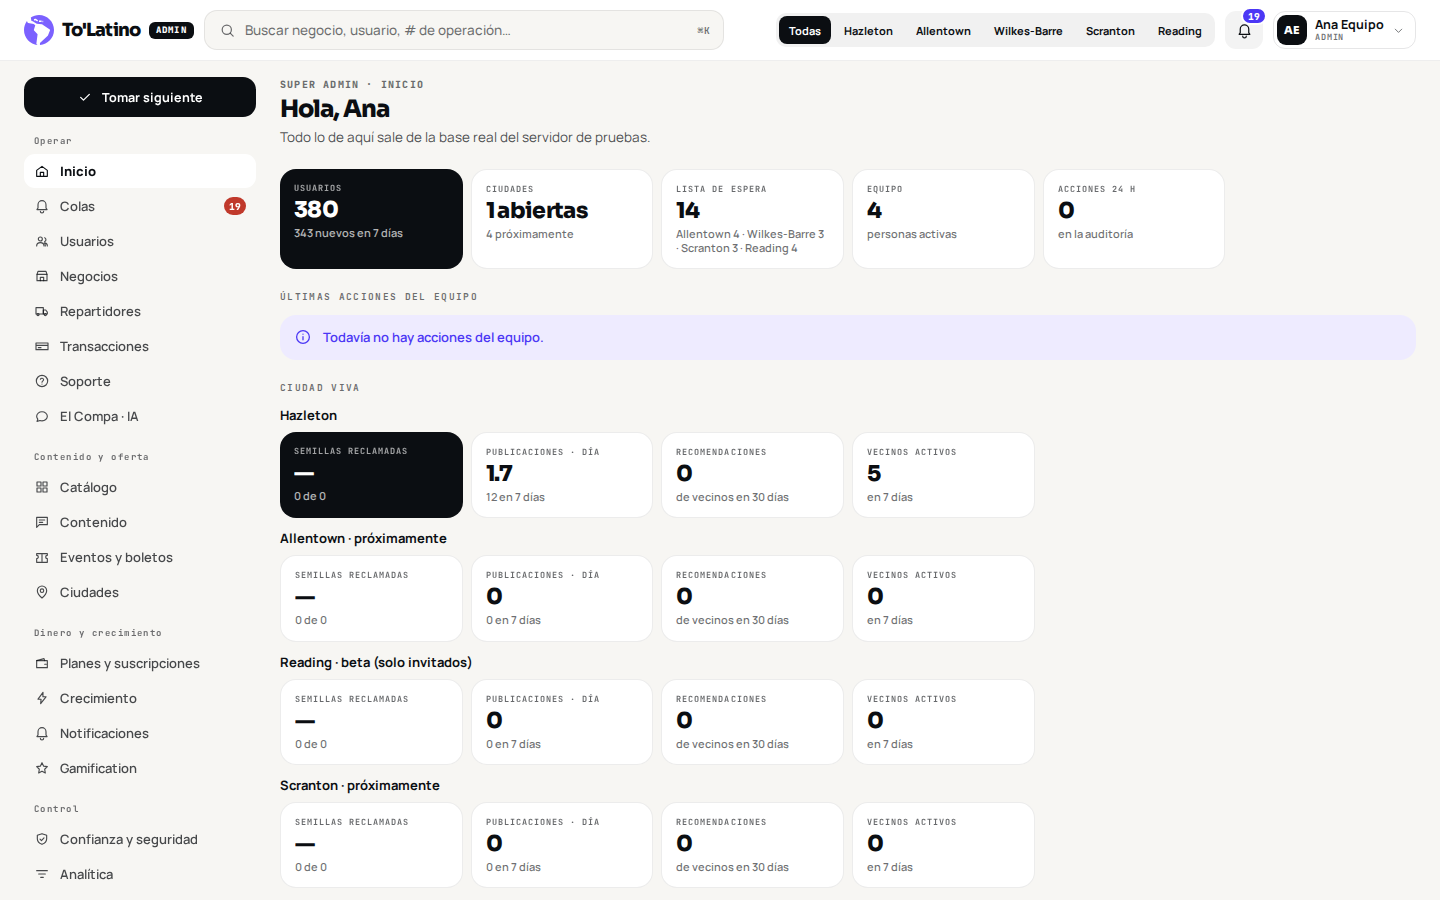 To'Latino ADMIN
Buscar negocio, usuario, # de operación... ⌘K
Todas Hazleton Allentown Wilkes-Barre Scranton Reading
19
AE Ana Equipo
ADMIN
Tomar siguiente
Operar
Inicio
Colas 19
Usuarios
Negocios
Repartidores
Transacciones
Soporte
El Compa · IA
Contenido y oferta
Catálogo
Contenido
Eventos y boletos
Ciudades
Dinero y crecimiento
Planes y suscripciones
Crecimiento
Notificaciones
Gamification
Control
Confianza y seguridad
Analítica
SUPER ADMIN · INICIO
Hola, Ana
Todo lo de aquí sale de la base real del servidor de pruebas.
USUARIOS
380
343 nuevos en 7 días
CIUDADES
1 abiertas
4 próximamente
LISTA DE ESPERA
14
Allentown 4 · Wilkes-Barre 3
· Scranton 3 · Reading 4
EQUIPO
4
personas activas
ACCIONES 24 H
0
en la auditoría
ÚLTIMAS ACCIONES DEL EQUIPO
Todavía no hay acciones del equipo.
CIUDAD VIVA
Hazleton
SEMILLAS RECLAMADAS
—
0 de 0
PUBLICACIONES · DÍA
1.7
12 en 7 días
RECOMENDACIONES
0
de vecinos en 30 días
VECINOS ACTIVOS
5
en 7 días
Allentown · próximamente
SEMILLAS RECLAMADAS
—
0 de 0
PUBLICACIONES · DÍA
0
0 en 7 días
RECOMENDACIONES
0
de vecinos en 30 días
VECINOS ACTIVOS
0
en 7 días
Reading · beta (solo invitados)
SEMILLAS RECLAMADAS
—
0 de 0
PUBLICACIONES · DÍA
0
0 en 7 días
RECOMENDACIONES
0
de vecinos en 30 días
VECINOS ACTIVOS
0
en 7 días
Scranton · próximamente
SEMILLAS RECLAMADAS
—
0 de 0
PUBLICACIONES · DÍA
0
0 en 7 días
RECOMENDACIONES
0
de vecinos en 30 días
VECINOS ACTIVOS
0
en 7 días